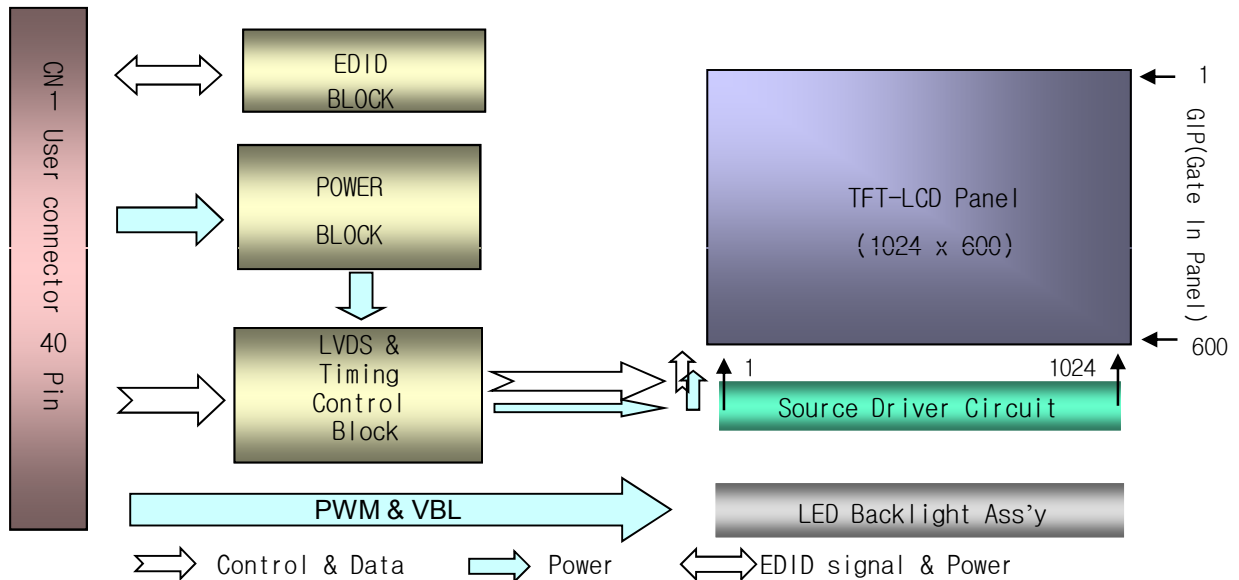 CN-1 User connector 40 Pin
EDID
BLOCK
POWER
BLOCK
LVDS &
Timing
Control
Block
TFT-LCD Panel
(1024 x 600)
1
GIP(Gate In Panel)
600
1
1024
Source Driver Circuit
PWM & VBL
LED Backlight Ass'y
Control & Data
Power
EDID signal & Power